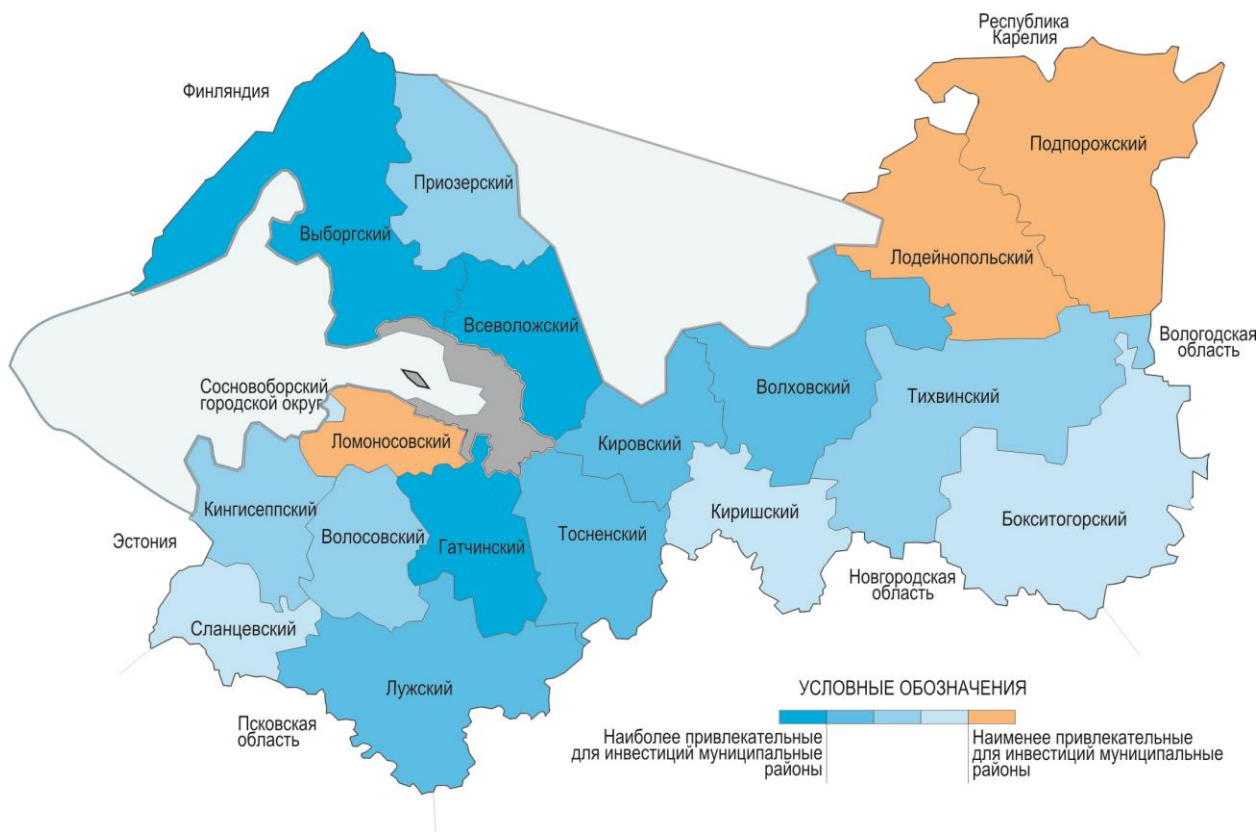 Республика
Карелия
Финляндия
Подпорожский
Приозерский
Выборгский
Лодейнопольский
Всеволожский
Вологодская
область
Сосновоборский
городской округ
Волховский
Тихвинский
Ломоносовский
Кировский
Кингисеппский
Киришский
Бокситогорский
Эстония
Волосовский
Гатчинский
Тосненский
Новгородская
область
Сланцевский
Лужский
Псковская
область
УСЛОВНЫЕ ОБОЗНАЧЕНИЯ
Наиболее привлекательные
для инвестиций муниципальные
районы
Наименее привлекательные
для инвестиций муниципальные
районы